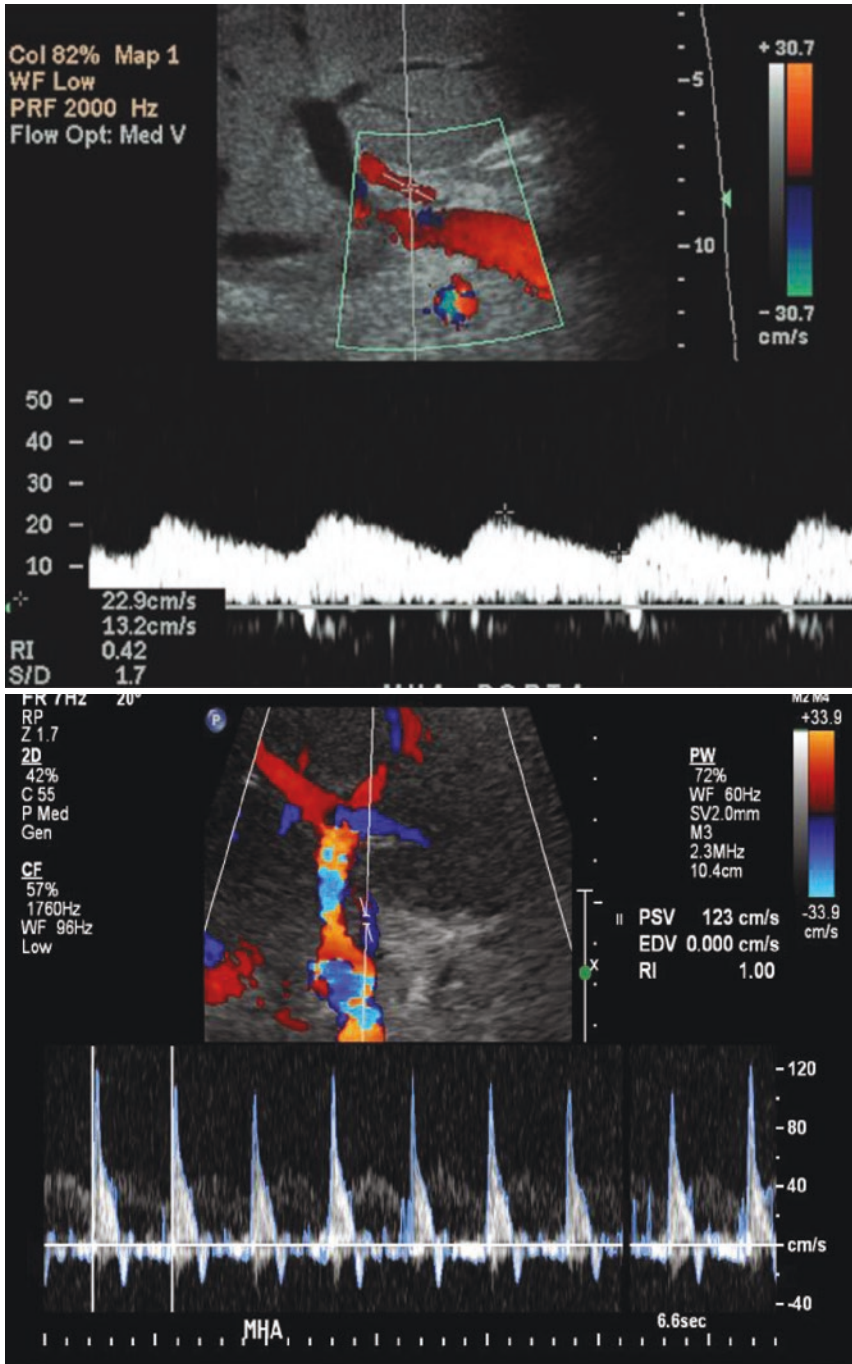 Col 82% Map 1
WF Low
PRF 2000 Hz
Flow Opt: Med V
+ 30.7
5
10
- 30.7
cm/s
50
40
30
20
10
22.9cm/s
13.2cm/s
RI 0.42
S/D 1.7
FR 7Hz 20°
RP
Z 1.7
2D
42%
C 55
P Med
Gen
CF
57%
1760Hz
WF 96Hz
Low
P
M2 M4
+33.9
PW
72%
WF 60Hz
SV2.0mm
M3
2.3MHz
10.4cm
-33.9
cm/s
PSV 123 cm/s
EDV 0.000 cm/s
RI 1.00
x
120
80
40
cm/s
-40
MHA
6.6sec